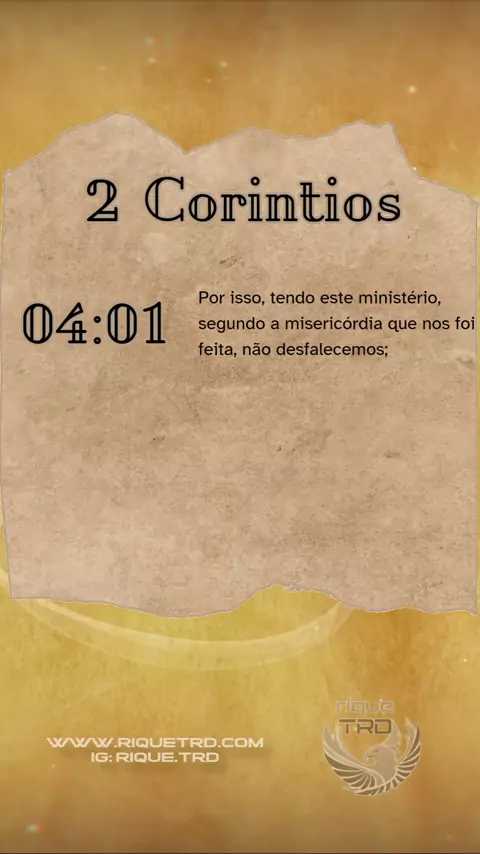 2 Corintios
04:01
Por isso, tendo este ministério,
segundo a misericórdia que nos foi
feita, não desfalecemos;
rique
TRD
WWW.RIQUETRD.COM
IG: RIQUE.TRD